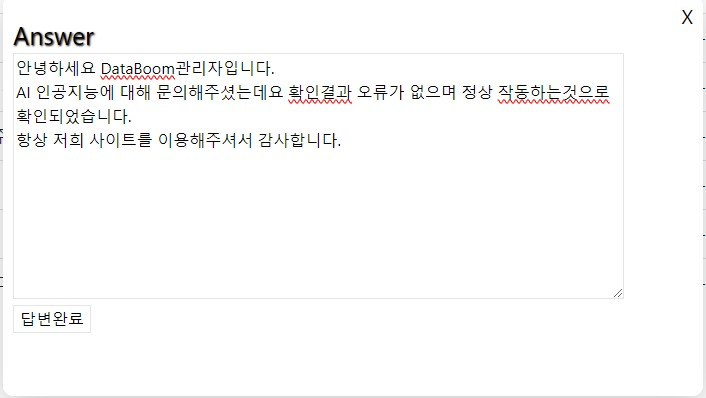 X
Answer
안녕하세요 DataBoom관리자입니다.
AI 인공지능에 대해 문의해주셨는데요 확인결과 오류가 없으며 정상 작동하는것으로
확인되었습니다.
항상 저희 사이트를 이용해주셔서 감사합니다.
답변완료